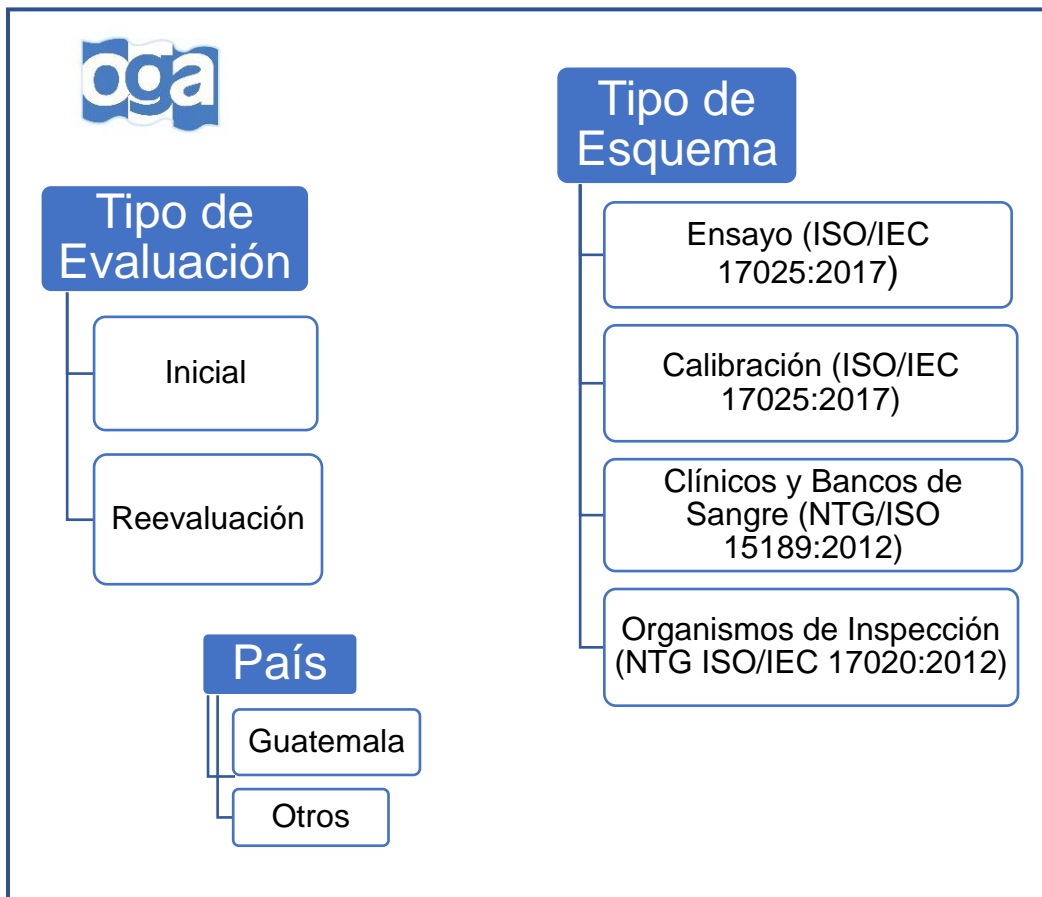 oga
Tipo de
Evaluación
Inicial
Reevaluación
País
Guatemala
Otros
Tipo de
Esquema
Ensayo (ISO/IEC
17025:2017)
Calibración (ISO/IEC
17025:2017)
Clínicos y Bancos de
Sangre (NTG/ISO
15189:2012)
Organismos de Inspección
(NTG ISO/IEC 17020:2012)